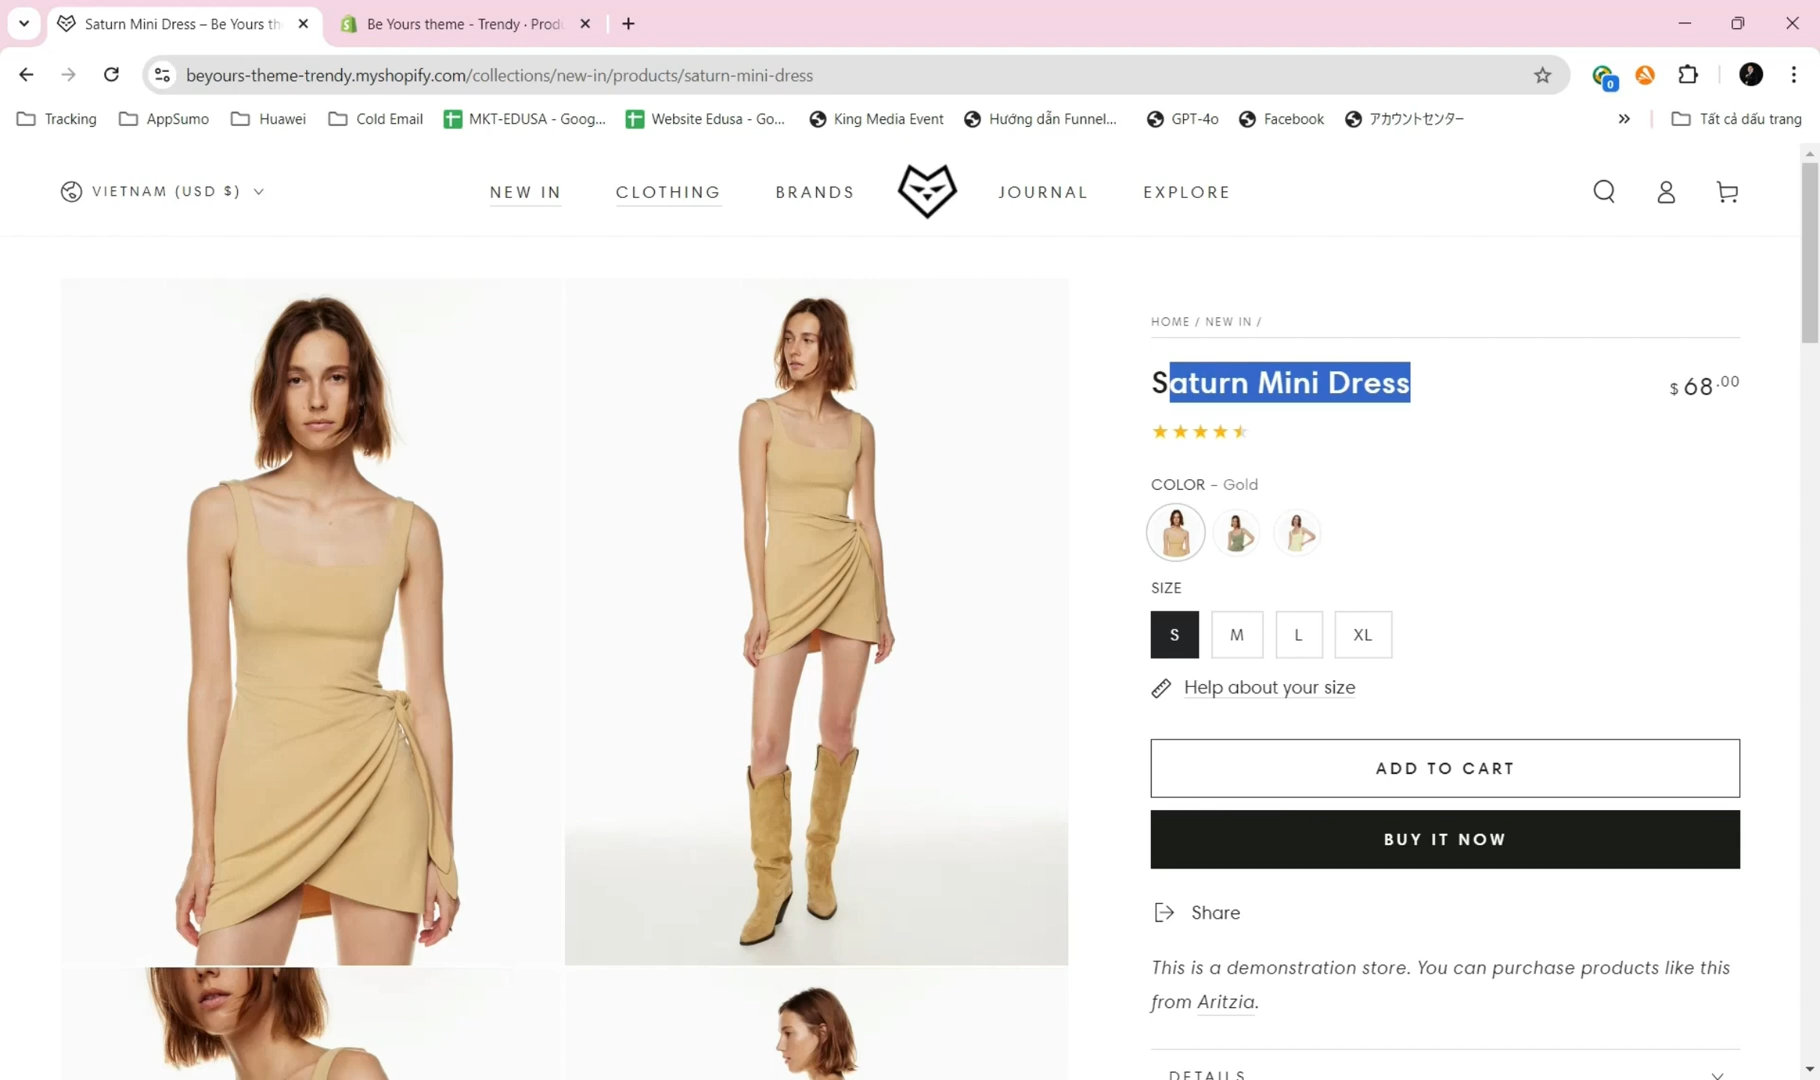 Saturn Mini Dress – Be Yours th
Be Yours theme - Trendy · Prod
beyours-theme-trendy.myshopify.com/collections/new-in/products/saturn-mini-dress
0
Tracking
AppSumo
Huawei
Cold Email
MKT-EDUSA - Goog...
Website Edusa - Go...
King Media Event
Hướng dẫn Funnel...
GPT-4o
Facebook
アカウントセンター
»
Tất cả dấu trang
VIETNAM (USD $)
NEW IN
CLOTHING
BRANDS
JOURNAL
EXPLORE
HOME / NEW IN /
Saturn Mini Dress
$ 68.00
COLOR – Gold
SIZE
S
M
L
XL
Help about your size
ADD TO CART
BUY IT NOW
Share
This is a demonstration store. You can purchase products like this
from Aritzia.
DETAILS